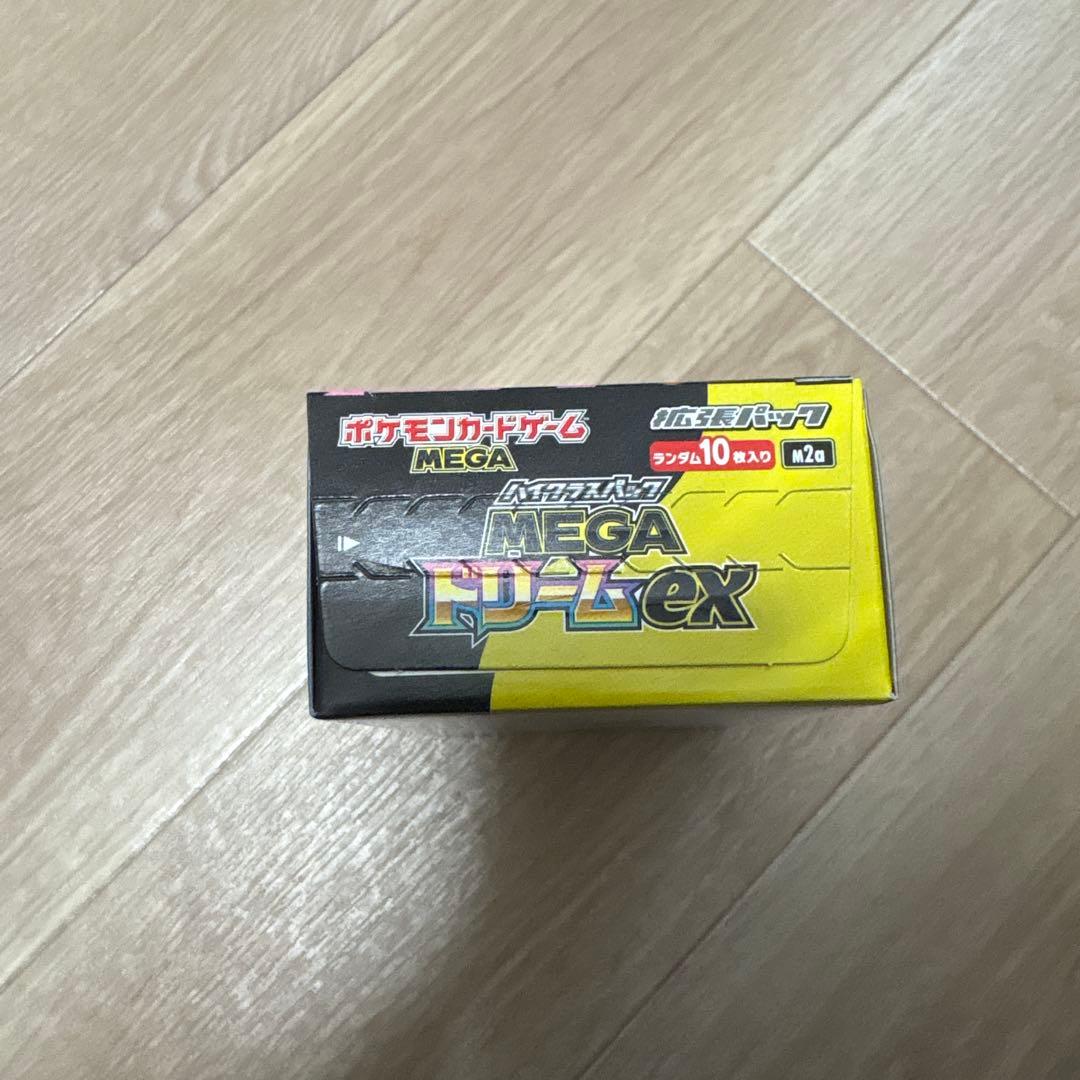 ポケモンカードゲーム
MEGA
拡張パック
ランダム10枚入り
M2a
ハイクラスパック
MEGA
ドリームex